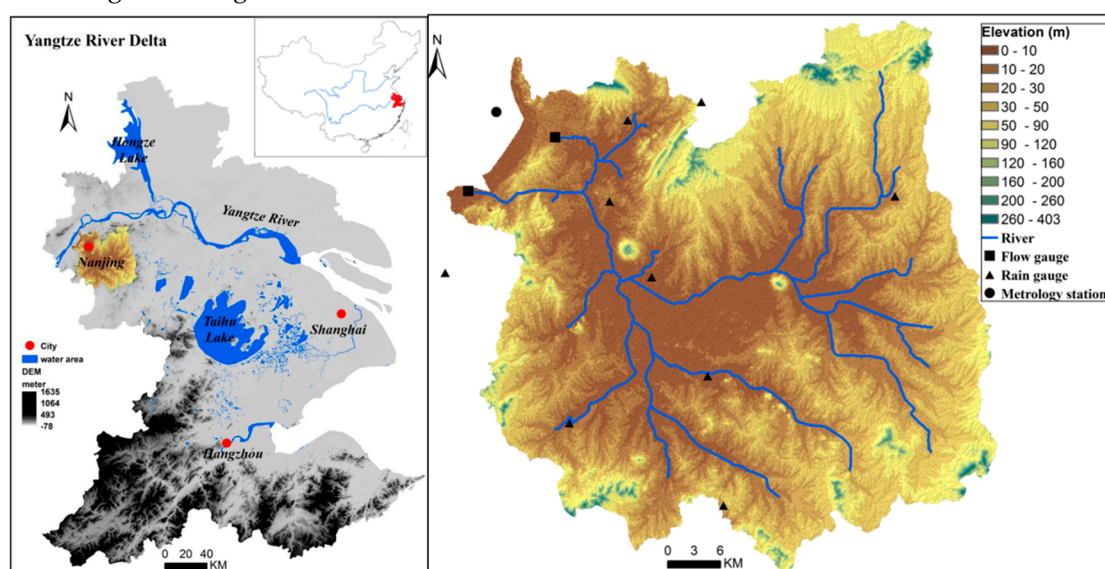 Yangtze River Delta
N
Hongze
Lake
Yangtze River
Nanjing
Taihu
Lake
Shanghai
City
water area
DEM
meter
1635
1064
493
-78
Hangzhou
0 20 40
KM
N
Elevation (m)
0 - 10
10 - 20
20 - 30
30 - 50
50 - 90
90 - 120
120 - 160
160 - 200
200 - 260
260 - 403
River
Flow gauge
Rain gauge
Metrology station
0 3 6
KM